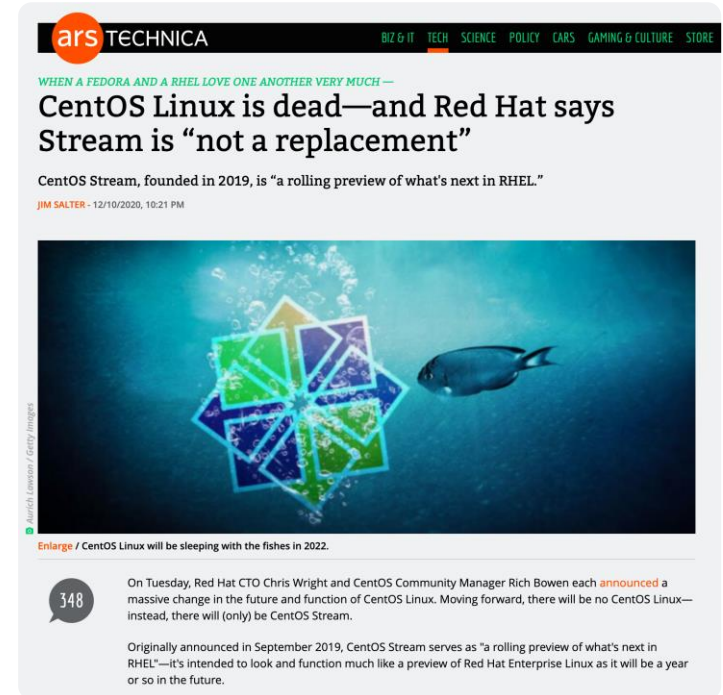 ars TECHNICA
BIZ & IT TECH SCIENCE POLICY CARS GAMING & CULTURE STORE
WHEN A FEDORA AND A RHEL LOVE ONE ANOTHER VERY MUCH —
CentOS Linux is dead—and Red Hat says
Stream is “not a replacement”
CentOS Stream, founded in 2019, is “a rolling preview of what's next in RHEL.”
JIM SALTER - 12/10/2020, 10:21 PM
Aurich Lawson / Getty Images
Enlarge / CentOS Linux will be sleeping with the fishes in 2022.
348
On Tuesday, Red Hat CTO Chris Wright and CentOS Community Manager Rich Bowen each announced a
massive change in the future and function of CentOS Linux. Moving forward, there will be no CentOS Linux—
instead, there will (only) be CentOS Stream.
Originally announced in September 2019, CentOS Stream serves as "a rolling preview of what's next in
RHEL"—it's intended to look and function much like a preview of Red Hat Enterprise Linux as it will be a year
or so in the future.